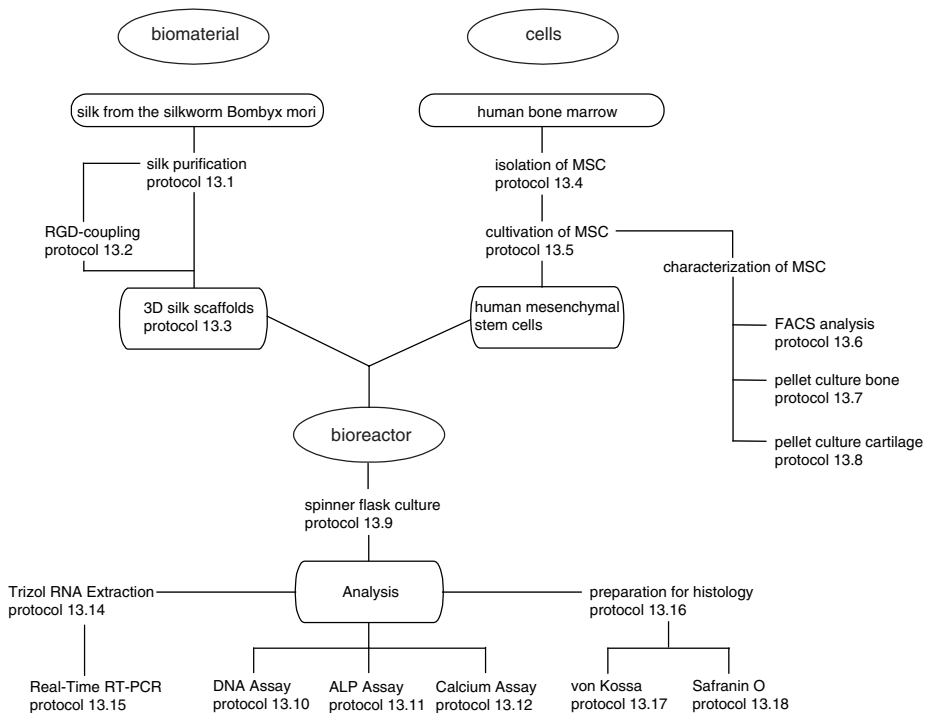 biomaterial
cells
silk from the silkworm Bombyx mori
human bone marrow
silk purification
protocol 13.1
isolation of MSC
protocol 13.4
RGD-coupling
protocol 13.2
cultivation of MSC
protocol 13.5
characterization of MSC
3D silk scaffolds
protocol 13.3
human mesenchymal
stem cells
FACS analysis
protocol 13.6
pellet culture bone
protocol 13.7
pellet culture cartilage
protocol 13.8
bioreactor
spinner flask culture
protocol 13.9
Analysis
Trizol RNA Extraction
protocol 13.14
preparation for histology
protocol 13.16
Real-Time RT-PCR
protocol 13.15
DNA Assay
protocol 13.10
ALP Assay
protocol 13.11
Calcium Assay
protocol 13.12
von Kossa
protocol 13.17
Safranin O
protocol 13.18